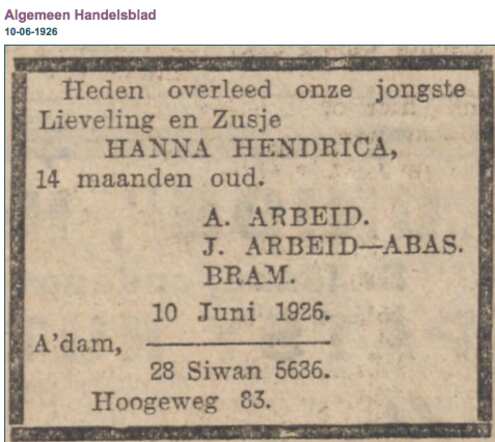 Algemeen Handelsblad
10-06-1926
Heden overleed onze jongste
Lieveling en Zusje
HANNA HENDRICA,
14 maanden oud.
A. ARBEID.
J. ARBEID—ABAS.
BRAM.
10 Juni 1926.
A'dam,
28 Siwan 5686.
Hoogeweg 83.